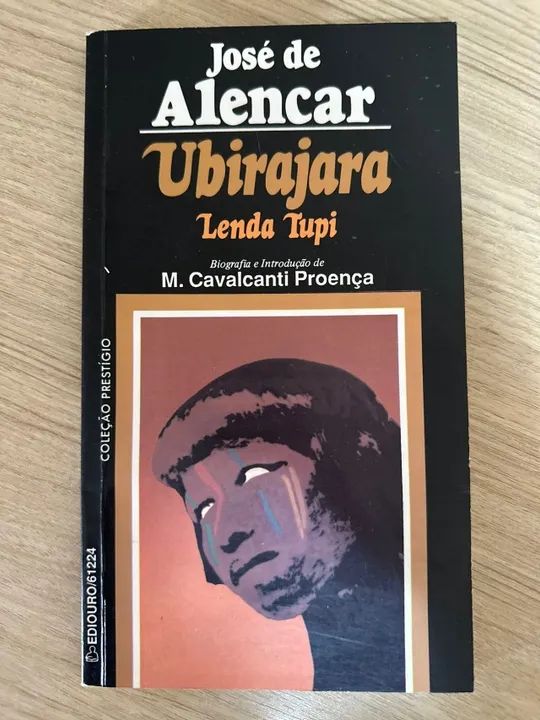 José de
Alencar
Ubirajara
Lenda Tupi
Biografia e Introdução de
M. Cavalcanti Proença
COLEÇÃO PRESTÍGIO
EDIOURO/61224